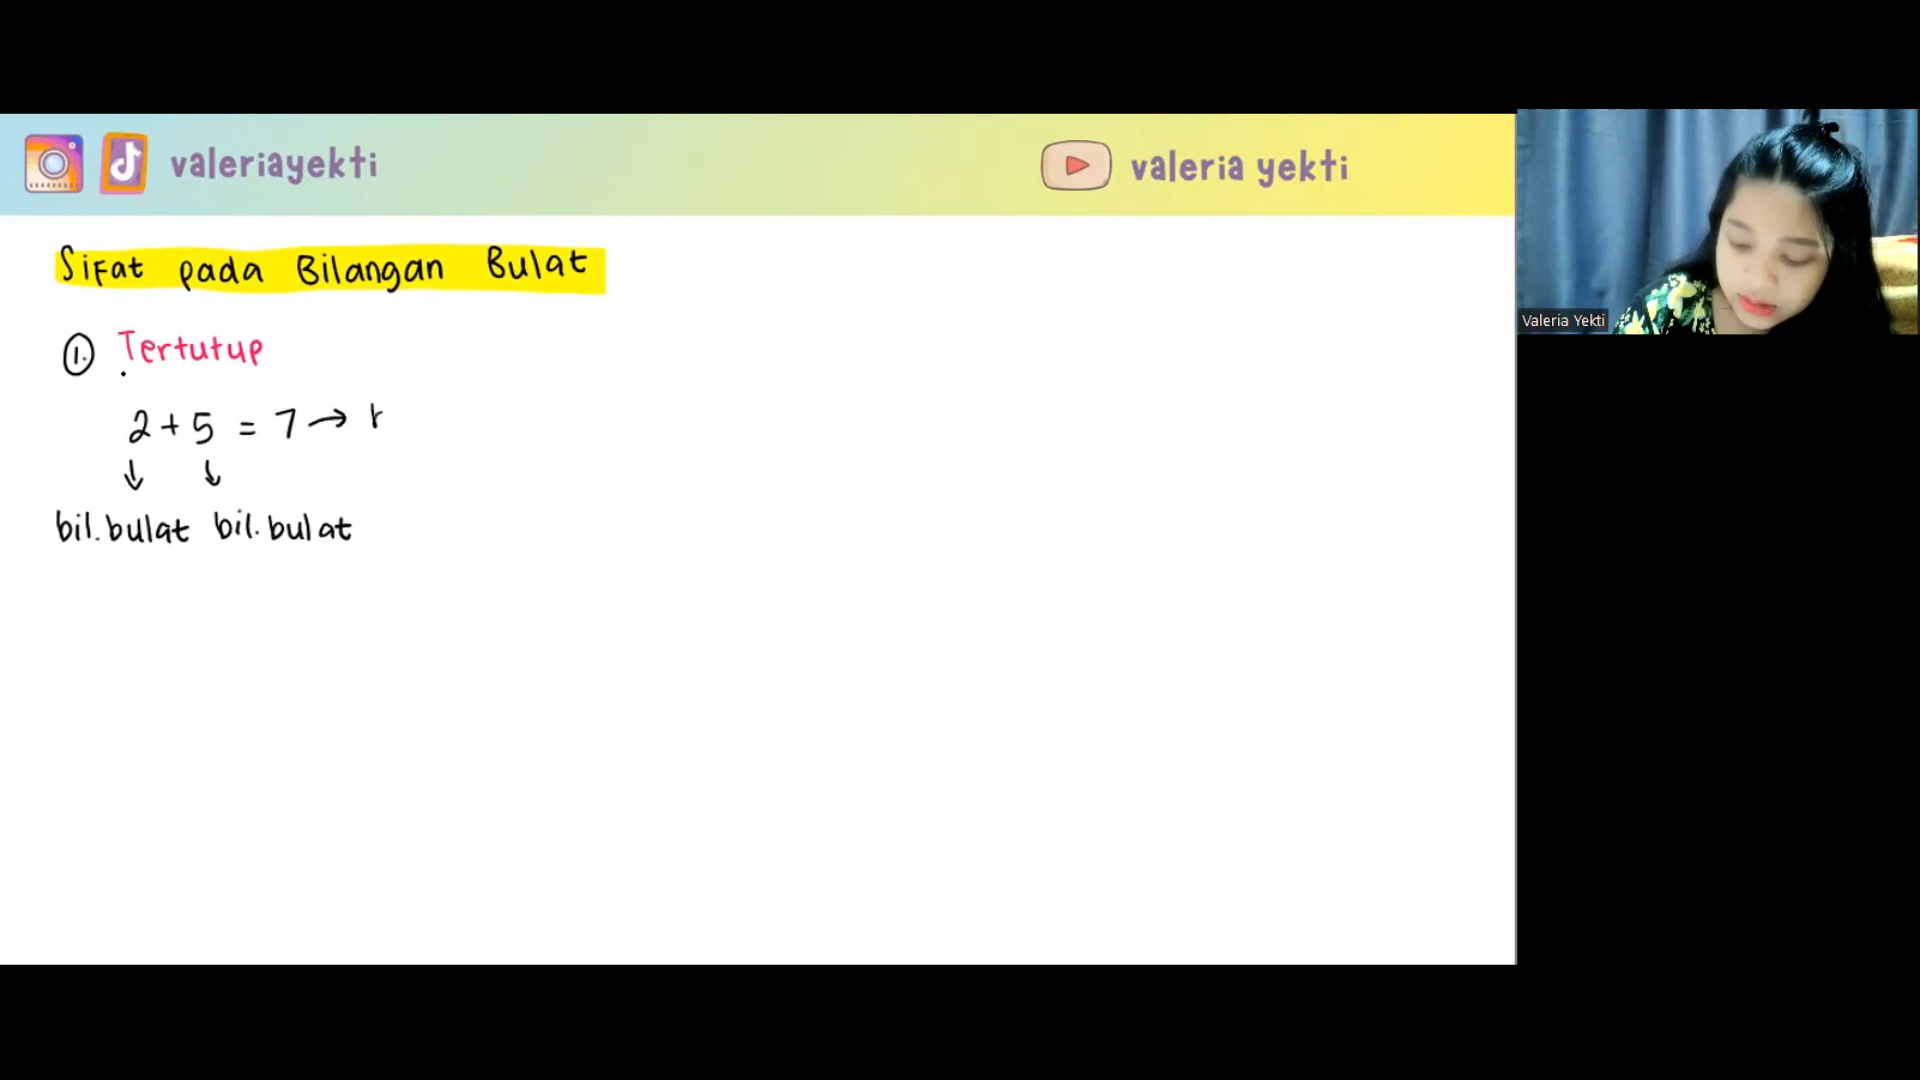 valeriayekti
valeria yekti
Valeria Yekti
Sifat pada Bilangan Bulat
1. Tertutup
2 + 5 = 7 →
↓ ↓
bil. bulat bil. bulat